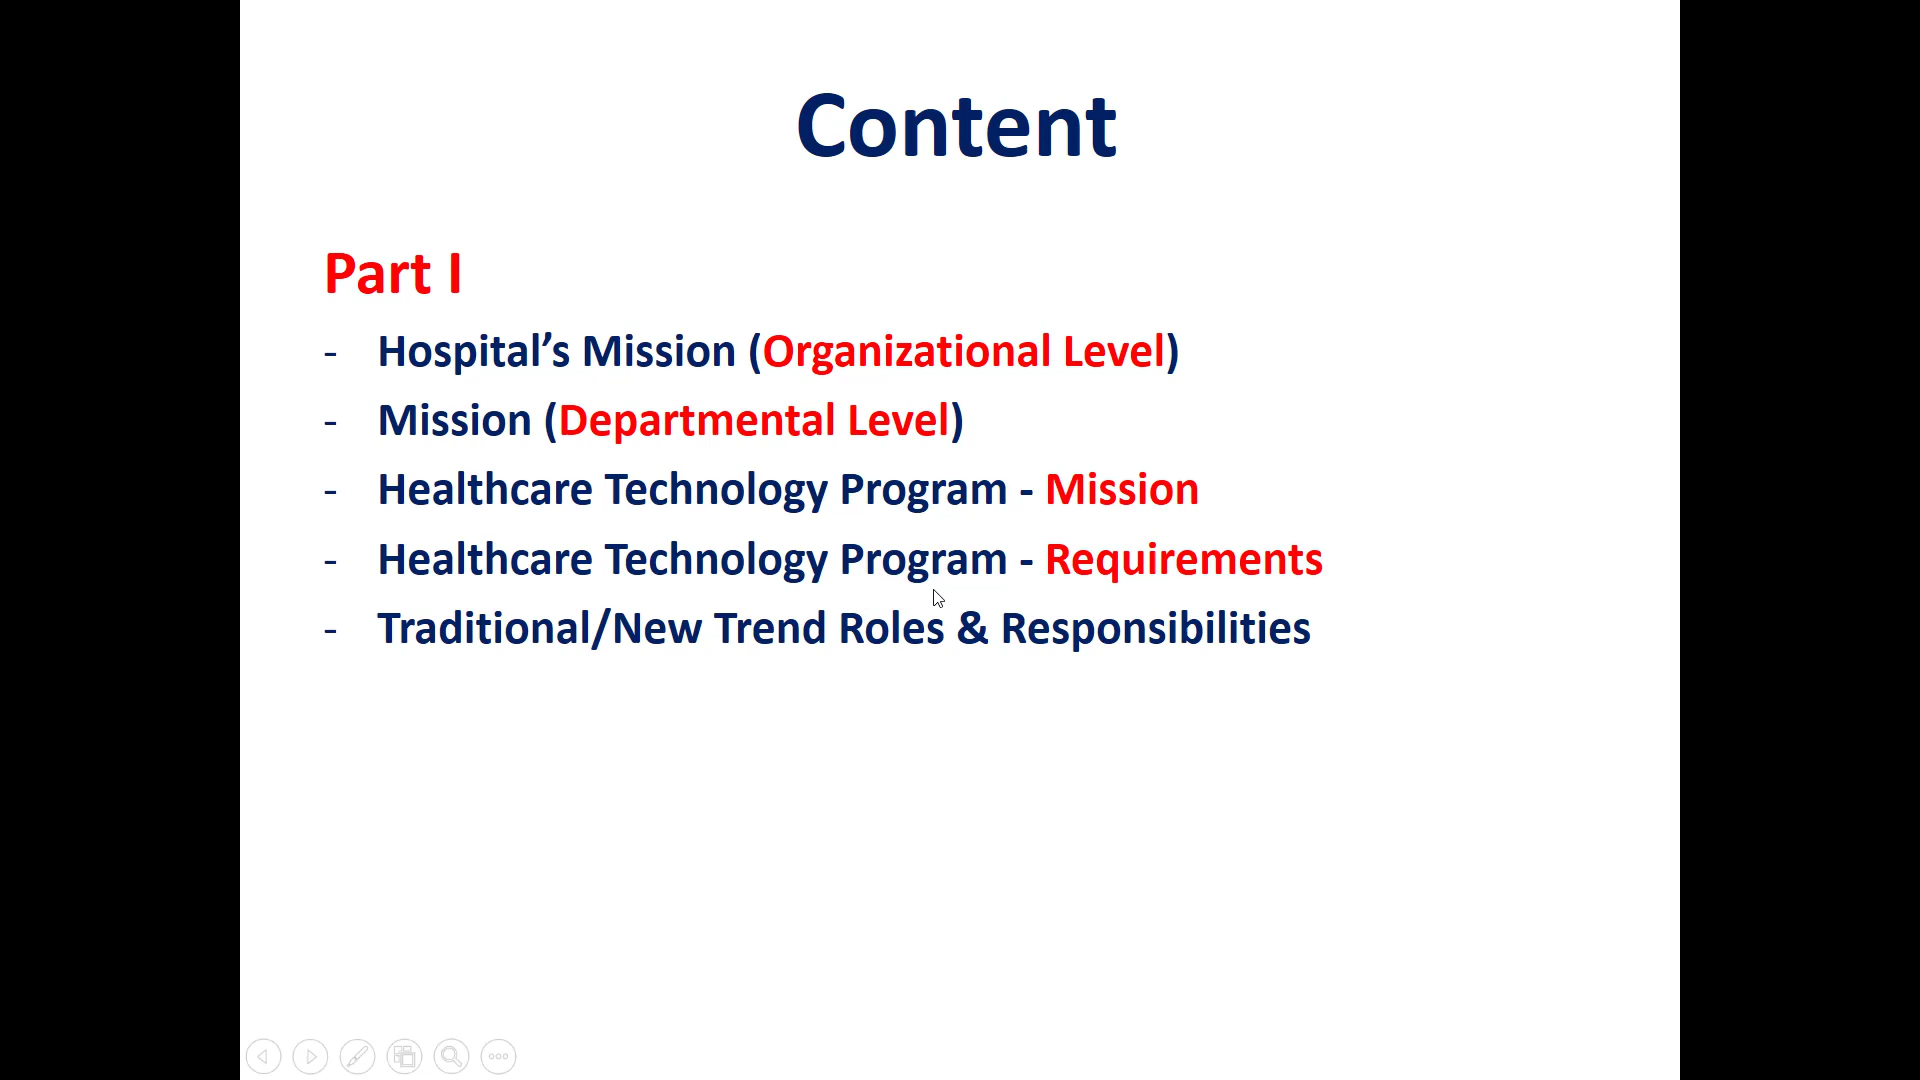 Content
Part I
- Hospital’s Mission (Organizational Level)
- Mission (Departmental Level)
- Healthcare Technology Program - Mission
- Healthcare Technology Program - Requirements
- Traditional/New Trend Roles & Responsibilities